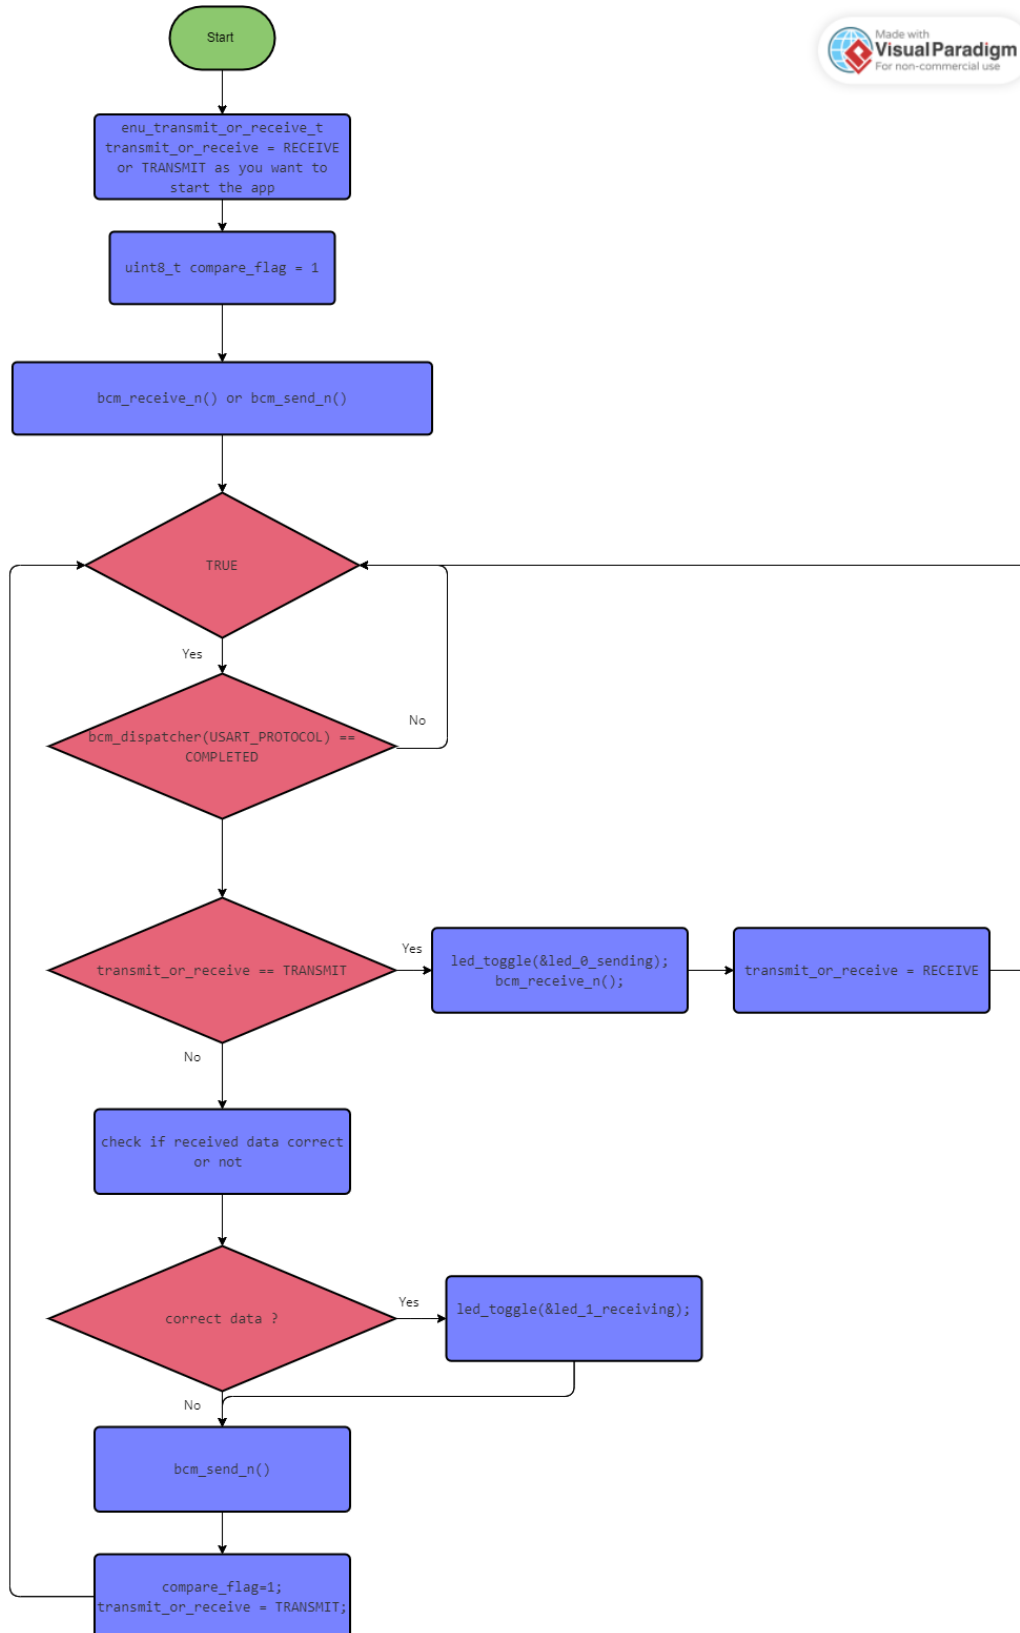 Start
Made with
Visual Paradigm
For non-commercial use
enu_transmit_or_receive_t
transmit_or_receive = RECEIVE
or TRANSMIT as you want to
start the app
uint8_t compare_flag = 1
bcm_receive_n() or bcm_send_n()
TRUE
Yes
bcm_dispatcher(USART_PROTOCOL) ==
COMPLETED
No
transmit_or_receive == TRANSMIT
Yes
led_toggle(&led_0_sending);
bcm_receive_n();
transmit_or_receive = RECEIVE
No
check if received data correct
or not
correct data ?
Yes
led_toggle(&led_1_receiving);
No
bcm_send_n()
compare_flag=1;
transmit_or_receive = TRANSMIT;